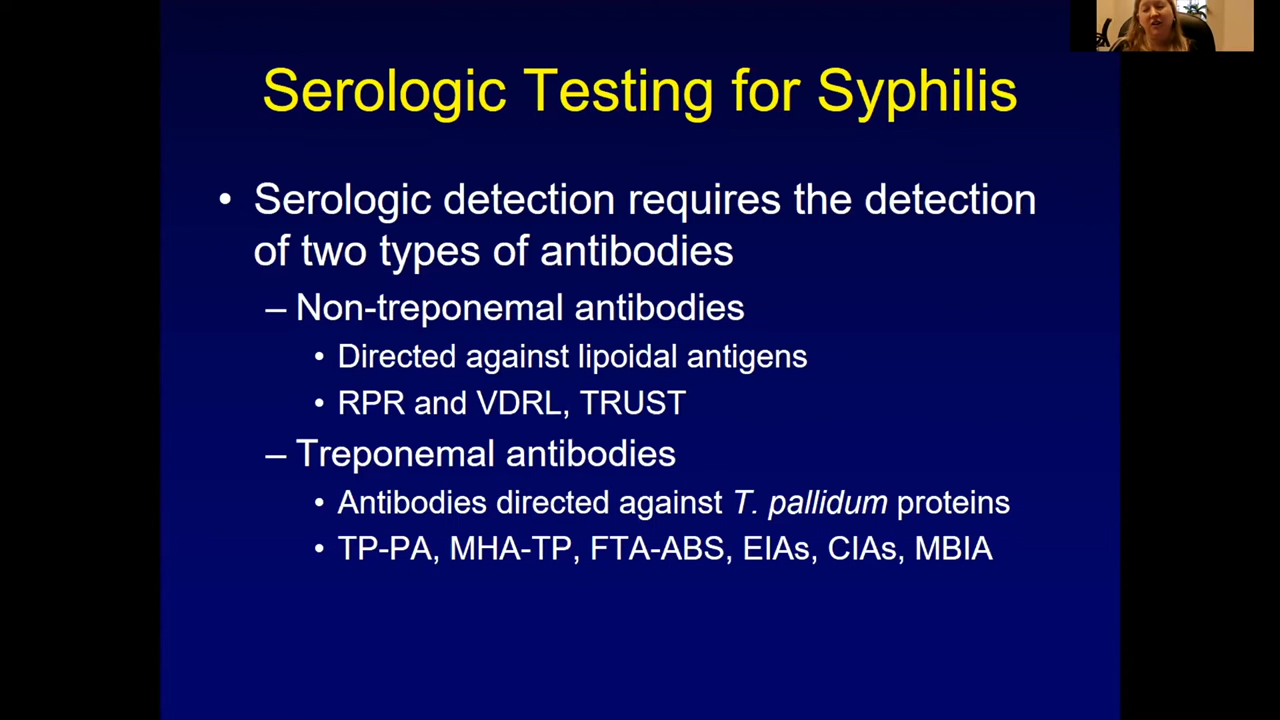 Serologic Testing for Syphilis
• Serologic detection requires the detection
of two types of antibodies
– Non-treponemal antibodies
• Directed against lipoidal antigens
• RPR and VDRL, TRUST
– Treponemal antibodies
• Antibodies directed against T. pallidum proteins
• TP-PA, MHA-TP, FTA-ABS, EIAs, CIAs, MBIA